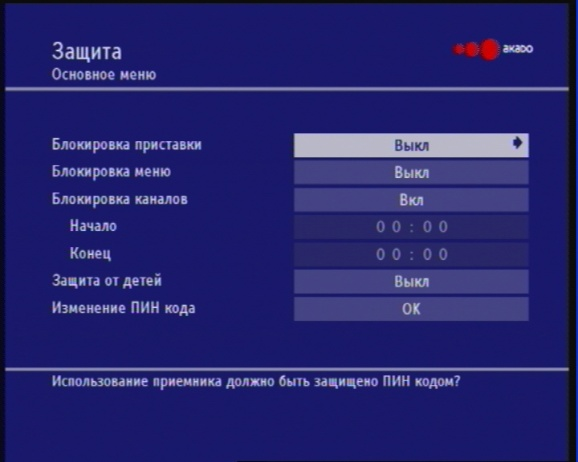 Защита
Основное меню
акадо
Блокировка приставки Выкл
Блокировка меню Выкл
Блокировка каналов Вкл
Начало 00:00
Конец 00:00
Защита от детей Выкл
Изменение ПИН кода OK
Использование приемника должно быть защищено ПИН кодом?